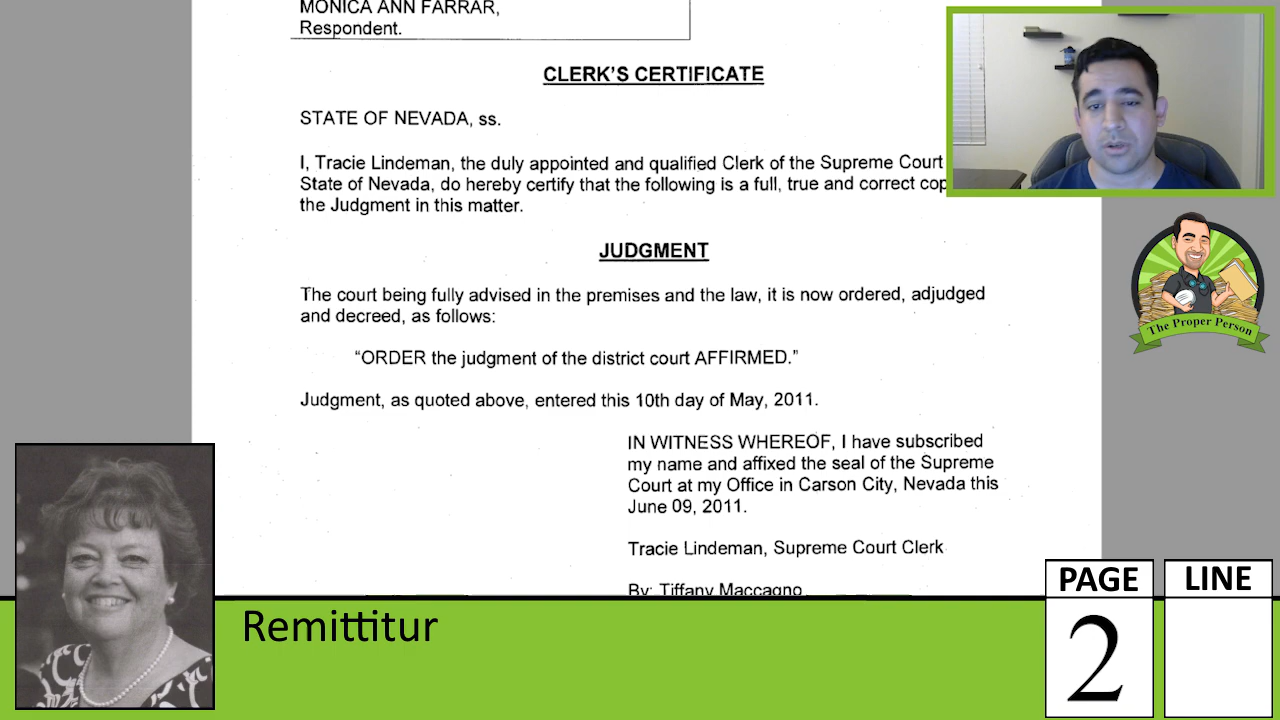 MONICA ANN FARRAR,
Respondent.
CLERK'S CERTIFICATE
STATE OF NEVADA, ss.
I, Tracie Lindeman, the duly appointed and qualified Clerk of the Supreme Court
State of Nevada, do hereby certify that the following is a full, true and correct
the Judgment in this matter.
JUDGMENT
The court being fully advised in the premises and the law, it is now ordered, adjudged
and decreed, as follows:
"ORDER the judgment of the district court AFFIRMED."
Judgment, as quoted above, entered this 10th day of May, 2011.
IN WITNESS WHEREOF, I have subscribed
my name and affixed the seal of the Supreme
Court at my Office in Carson City, Nevada this
June 09, 2011.
Tracie Lindeman, Supreme Court Clerk
By: Tiffany Maccagno
The Proper Person
Remittitur
PAGE
2
LINE